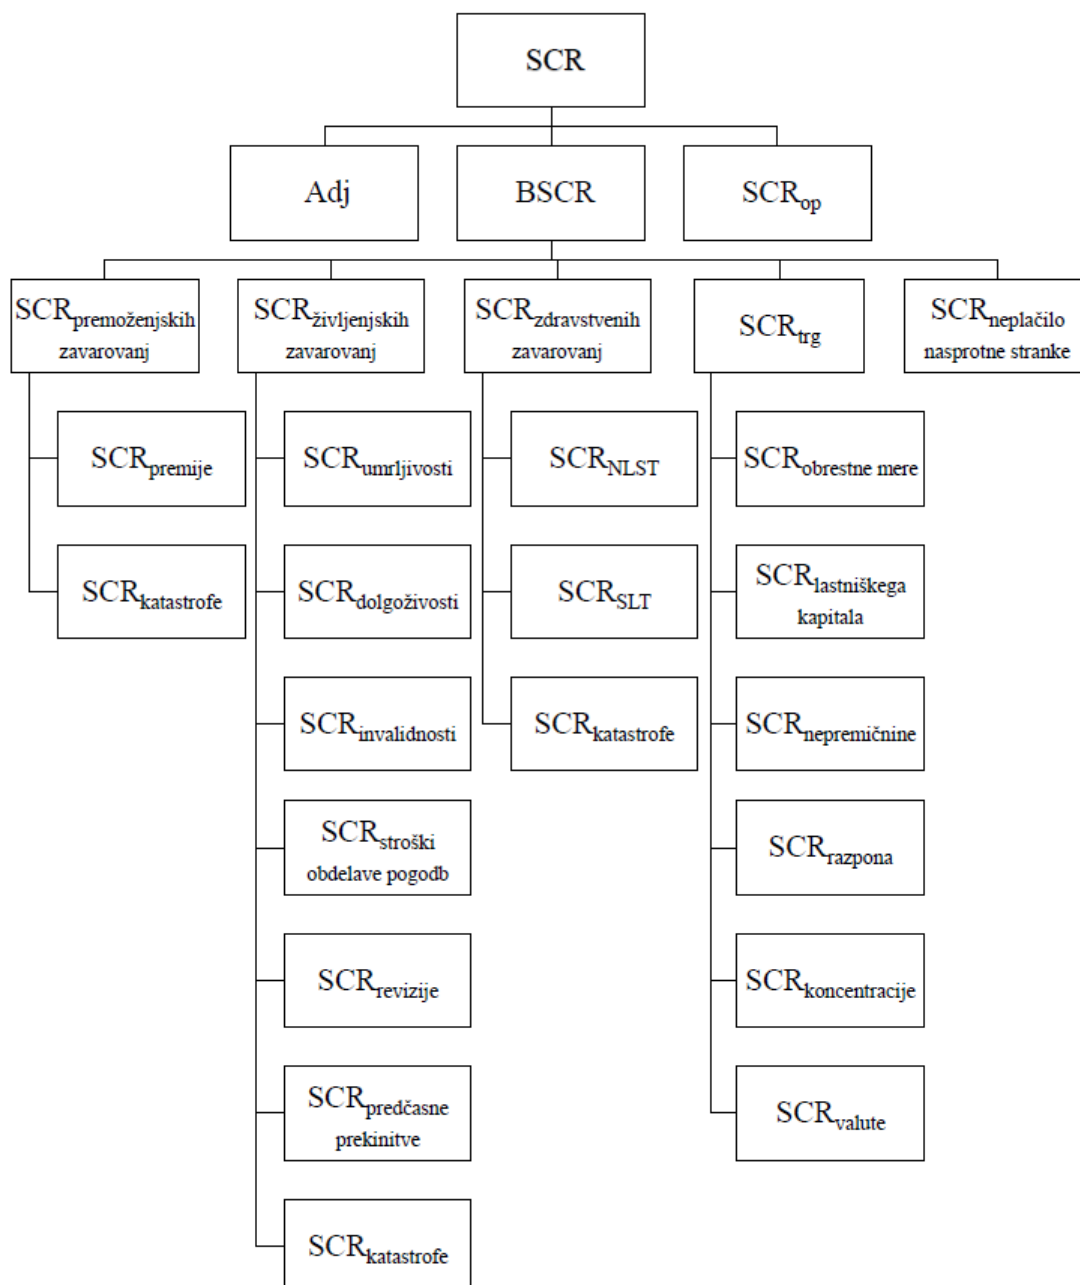 SCR
Adj
BSCR
SCRop
SCRpremoženjskih
zavarovanj
SCRživljenjskih
zavarovanj
SCRzdravstvenih
zavarovanj
SCRtrg
SCRneplačilo
nasprotne stranke
SCRpremije
SCRkatastrofe
SCRumrljivosti
SCRdolgoživosti
SCRinvalidnosti
SCRstroški
obdelave pogodb
SCRrevizije
SCRpredčasne
prekinitve
SCRkatastrofe
SCRNLST
SCRSLT
SCRkatastrofe
SCRobrestne mere
SCRlastniškega
kapitala
SCRnepremičnine
SCRrazpona
SCRkoncentracije
SCRvalute